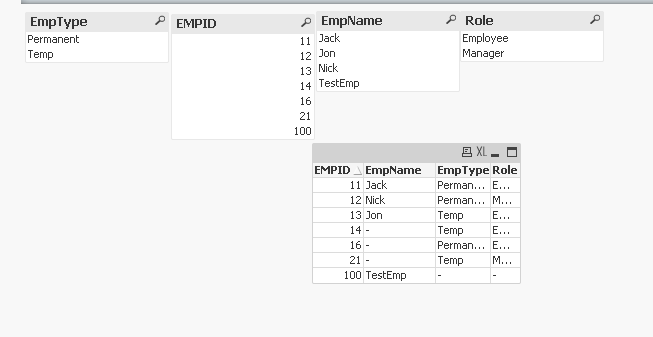 EmpType
Permanent
Temp
EMPID
11
12
13
14
16
21
100
EmpName
Jack
Jon
Nick
TestEmp
Role
Employee
Manager
XL
EMPID EmpName EmpType Role
11 Jack Perman... E...
12 Nick Perman... M...
13 Jon Temp E...
14 - Temp E...
16 - Perman... E...
21 - Temp M...
100 TestEmp - -